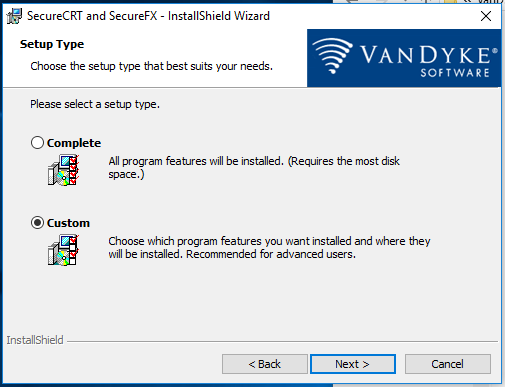 SecureCRT and SecureFX - InstallShield Wizard
Setup Type
Choose the setup type that best suits your needs.
VANDYKE®
SOFTWARE
Please select a setup type.
Complete
All program features will be installed. (Requires the most disk
space.)
Custom
Choose which program features you want installed and where they
will be installed. Recommended for advanced users.
InstallShield
< Back
Next >
Cancel